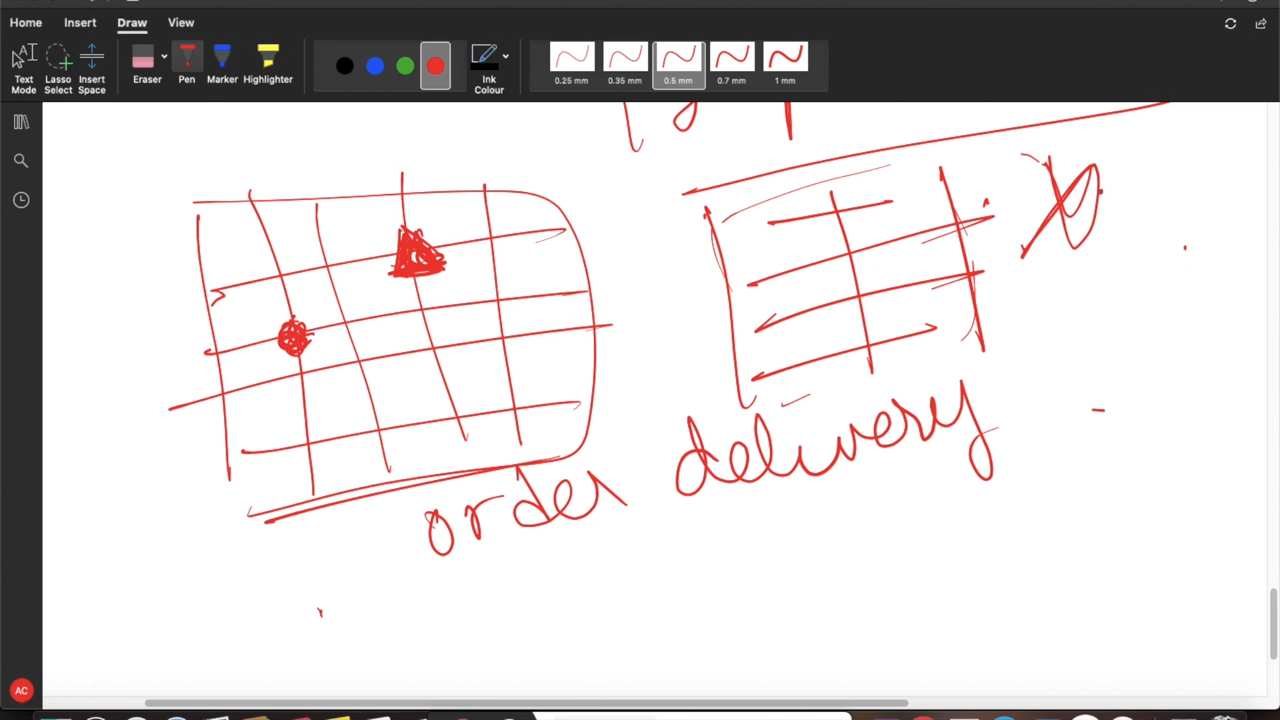 Home Insert Draw View
Text Mode Lasso Select Insert Space Eraser Pen Marker Highlighter Ink Colour 0.25 mm 0.35 mm 0.5 mm 0.7 mm 1 mm
order delivery
AC